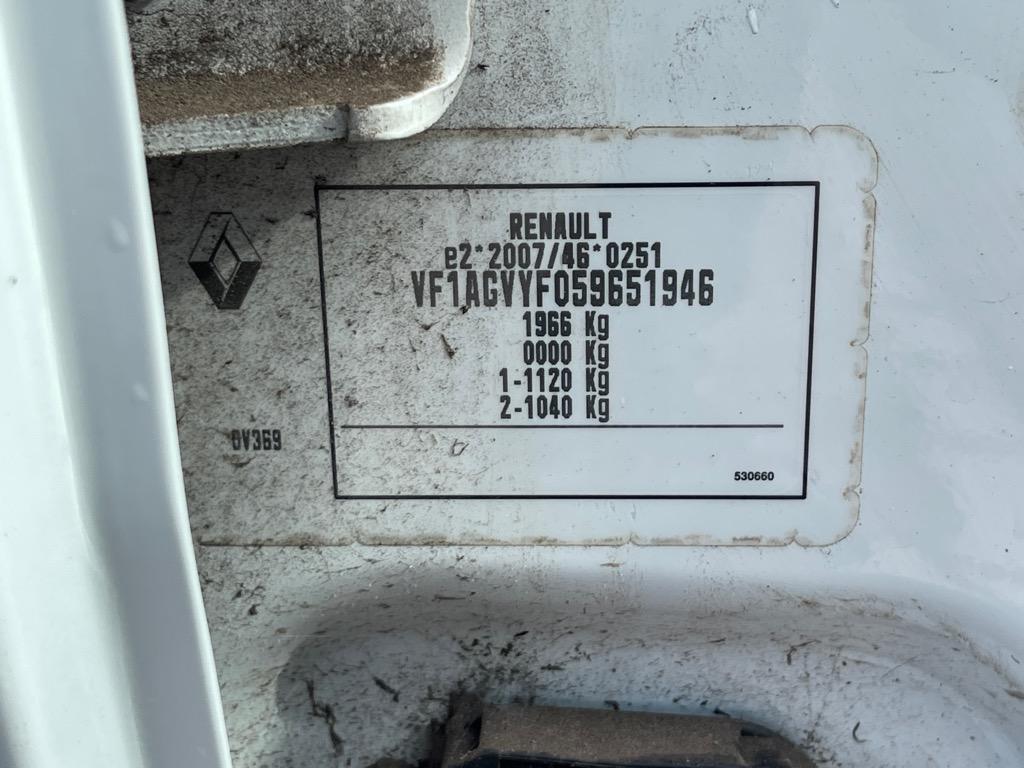 RENAULT
e2*2007/46*0251
VF1AGVYF059651946
1966 Kg
0000 Kg
1-1120 Kg
2-1040 Kg
0V369
530660